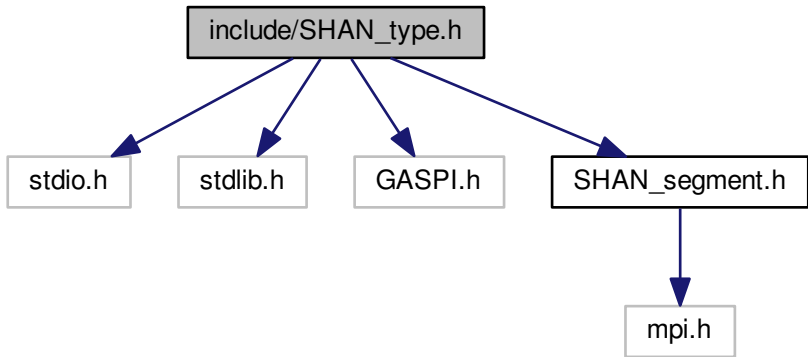 include/SHAN_type.h
stdio.h
stdlib.h
GASPI.h
SHAN_segment.h
mpi.h